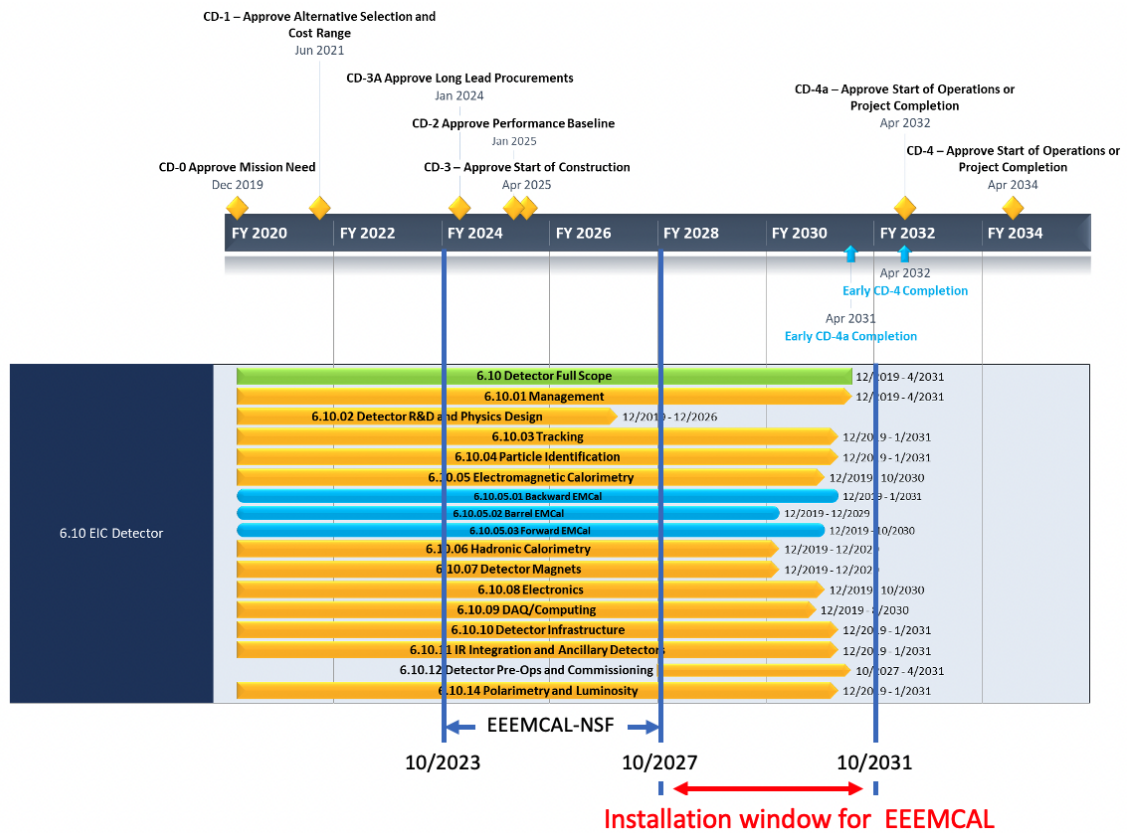 CD-1 – Approve Alternative Selection and
Cost Range
Jun 2021
CD-3A Approve Long Lead Procurements
Jan 2024
CD-4a – Approve Start of Operations or
Project Completion
Apr 2032
CD-2 Approve Performance Baseline
Jan 2025
CD-4 – Approve Start of Operations or
Project Completion
Apr 2034
CD-0 Approve Mission Need
Dec 2019
CD-3 – Approve Start of Construction
Apr 2025
FY 2020 FY 2022 FY 2024 FY 2026 FY 2028 FY 2030 FY 2032 FY 2034
Apr 2032
Early CD-4 Completion
Apr 2031
Early CD-4a Completion
6.10 EIC Detector
6.10 Detector Full Scope 12/2019 - 4/2031
6.10.01 Management 12/2019 - 4/2031
6.10.02 Detector R&D and Physics Design 12/2019 - 12/2026
6.10.03 Tracking 12/2019 - 1/2031
6.10.04 Particle Identification 12/2019 - 1/2031
6.10.05 Electromagnetic Calorimetry 12/2019 - 10/2030
6.10.05.01 Backward EMCal 12/2019 - 1/2031
6.10.05.02 Barrel EMCal 12/2019 - 12/2029
6.10.05.03 Forward EMCal 12/2019 - 10/2030
6.10.06 Hadronic Calorimetry 12/2019 - 12/2029
6.10.07 Detector Magnets 12/2019 - 12/2029
6.10.08 Electronics 12/2019 - 10/2030
6.10.09 DAQ/Computing 12/2019 - 8/2030
6.10.10 Detector Infrastructure 12/2019 - 1/2031
6.10.11 IR Integration and Ancillary Detectors 12/2019 - 1/2031
6.10.12 Detector Pre-Ops and Commissioning 10/2027 - 4/2031
6.10.14 Polarimetry and Luminosity 12/2019 - 1/2031
EEEMCAL-NSF
10/2023 10/2027 10/2031
Installation window for EEEMCAL